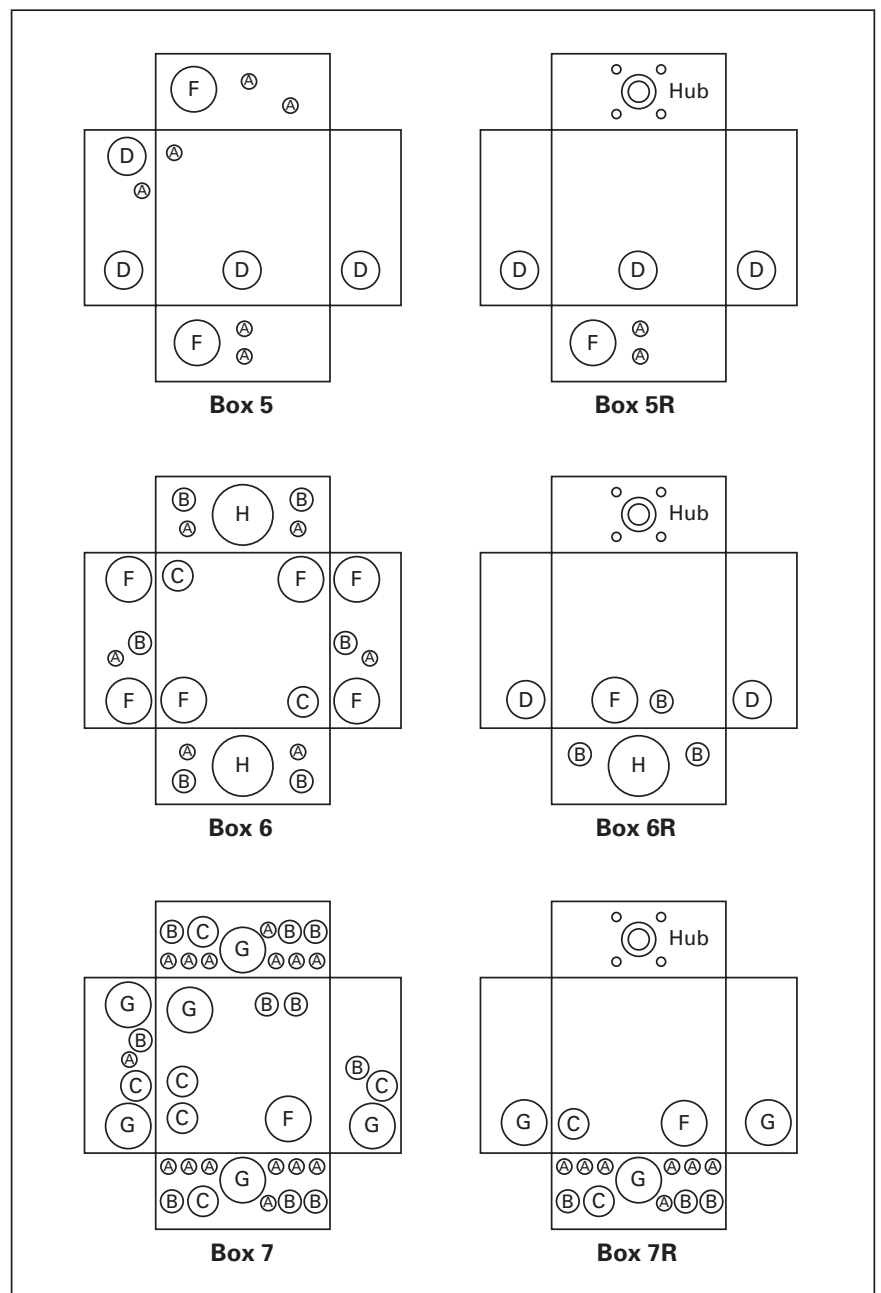 F A
A
D A
A
D D D
F A
A
Box 5
Hub
D D D
F A
A
Box 5R
B H B
A A
F C F F
B B
A A
F F C F
A H A
B B
Box 6
Hub
D F B D
B H B
Box 6R
B C A B B
G
A A A A A A
G G B B
B
A B
C C C
G C F G
A A A A A A
G
B C A B B
Box 7
Hub
G C F G
A A A A A A
G
B C A B B
Box 7R